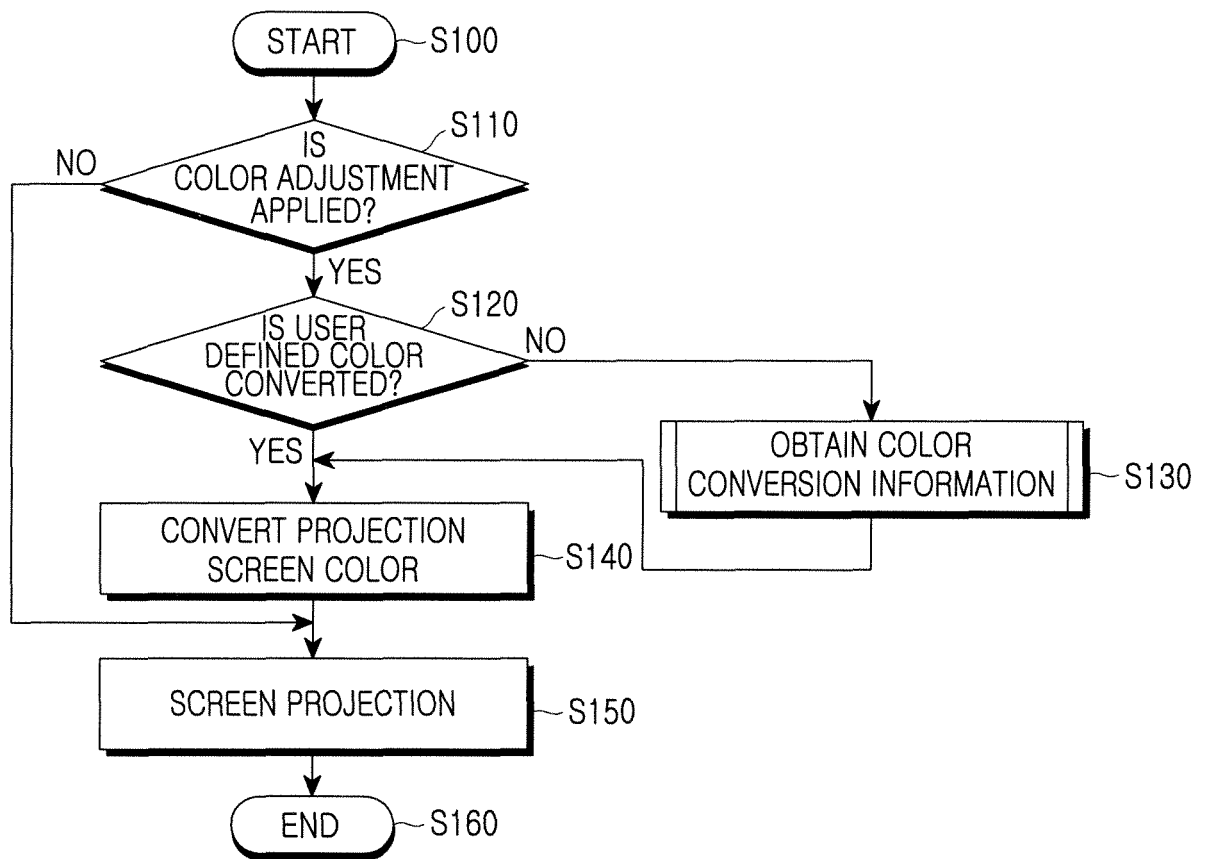 START
S100
S110
IS
COLOR ADJUSTMENT
APPLIED?
NO
YES
S120
IS USER
DEFINED COLOR
CONVERTED?
NO
YES
OBTAIN COLOR
CONVERSION INFORMATION
S130
CONVERT PROJECTION
SCREEN COLOR
S140
SCREEN PROJECTION
S150
END
S160